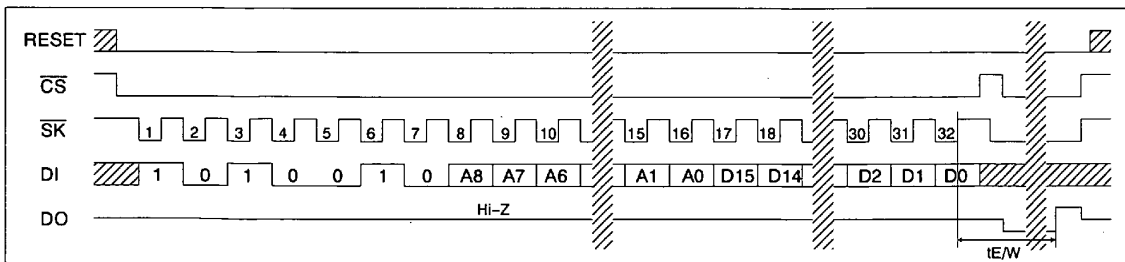 RESET
CS
SK 1 2 3 4 5 6 7 8 9 10 15 16 17 18 30 31 32
DI 1 0 1 0 0 1 0 A8 A7 A6 A1 A0 D15 D14 D2 D1 D0
Hi-Z
DO
tE/W